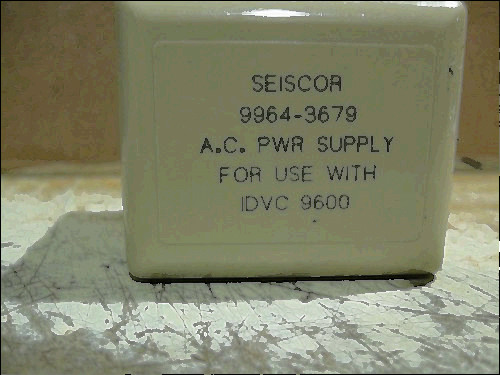 SEISCOR
9964-3679
A.C. PWR SUPPLY
FOR USE WITH
IDVC 9600